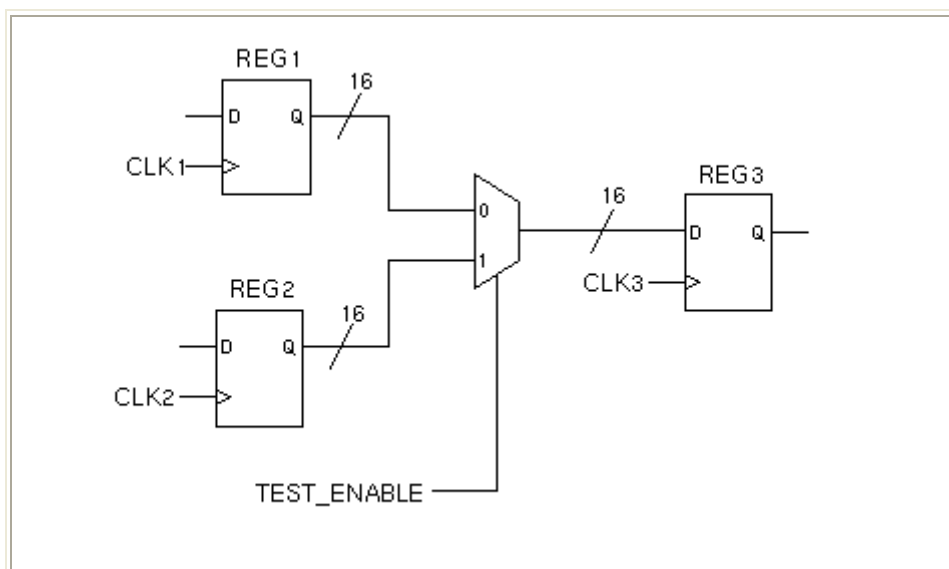 REG1
16
D Q
CLK1
REG3
16
0
D Q
1
CLK3
REG2
16
D Q
CLK2
TEST_ENABLE